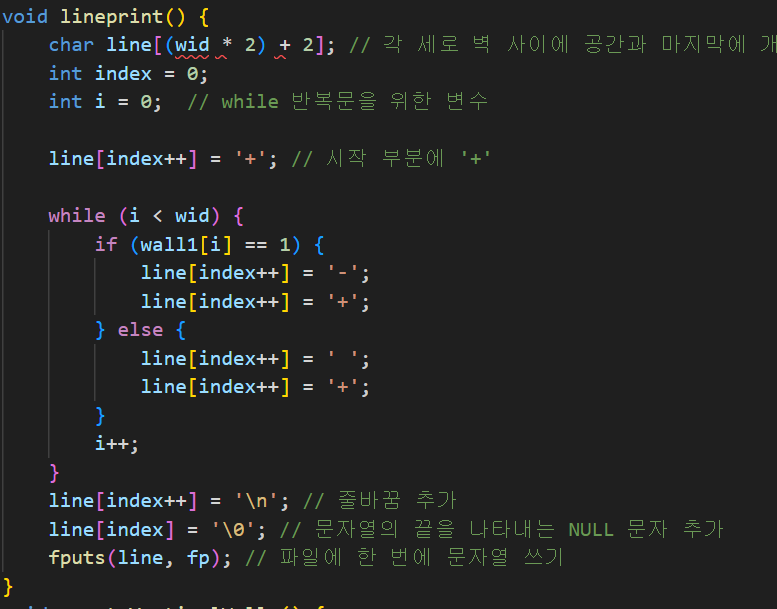 void lineprint() {
    char line[(wid * 2) + 2]; // 각 세로 벽 사이에 공간과 마지막에
    int index = 0;
    int i = 0;  // while 반복문을 위한 변수

    line[index++] = '+'; // 시작 부분에 '+'

    while (i < wid) {
        if (wall1[i] == 1) {
            line[index++] = '-';
            line[index++] = '+';
        } else {
            line[index++] = ' ';
            line[index++] = '+';
        }
        i++;
    }
    line[index++] = '\n'; // 줄바꿈 추가
    line[index] = '\0'; // 문자열의 끝을 나타내는 NULL 문자 추가
    fputs(line, fp); // 파일에 한 번에 문자열 쓰기
}